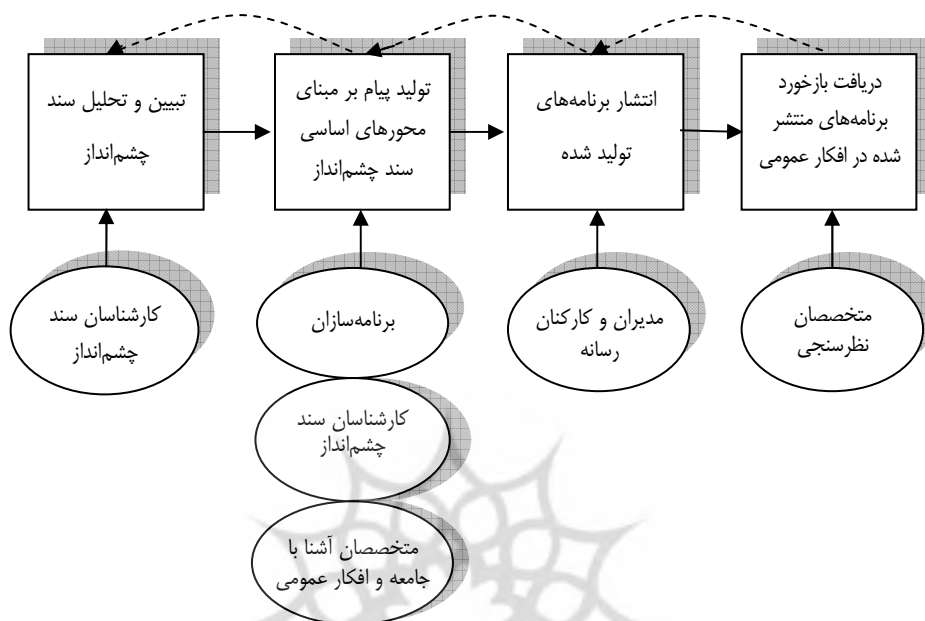 تبیین و تحلیل سند
چشم‌انداز
تولید پیام بر مبنای
محورهای اساسی
سند چشم‌انداز
انتشار برنامه‌های
تولید شده
دریافت بازخورد
برنامه‌های منتشر
شده در افکار عمومی
کارشناسان سند
چشم‌انداز
برنامه‌سازان
مدیران و کارکنان
رسانه
متخصصان
نظرسنجی
کارشناسان سند
چشم‌انداز
متخصصان آشنا با
جامعه و افکار عمومی